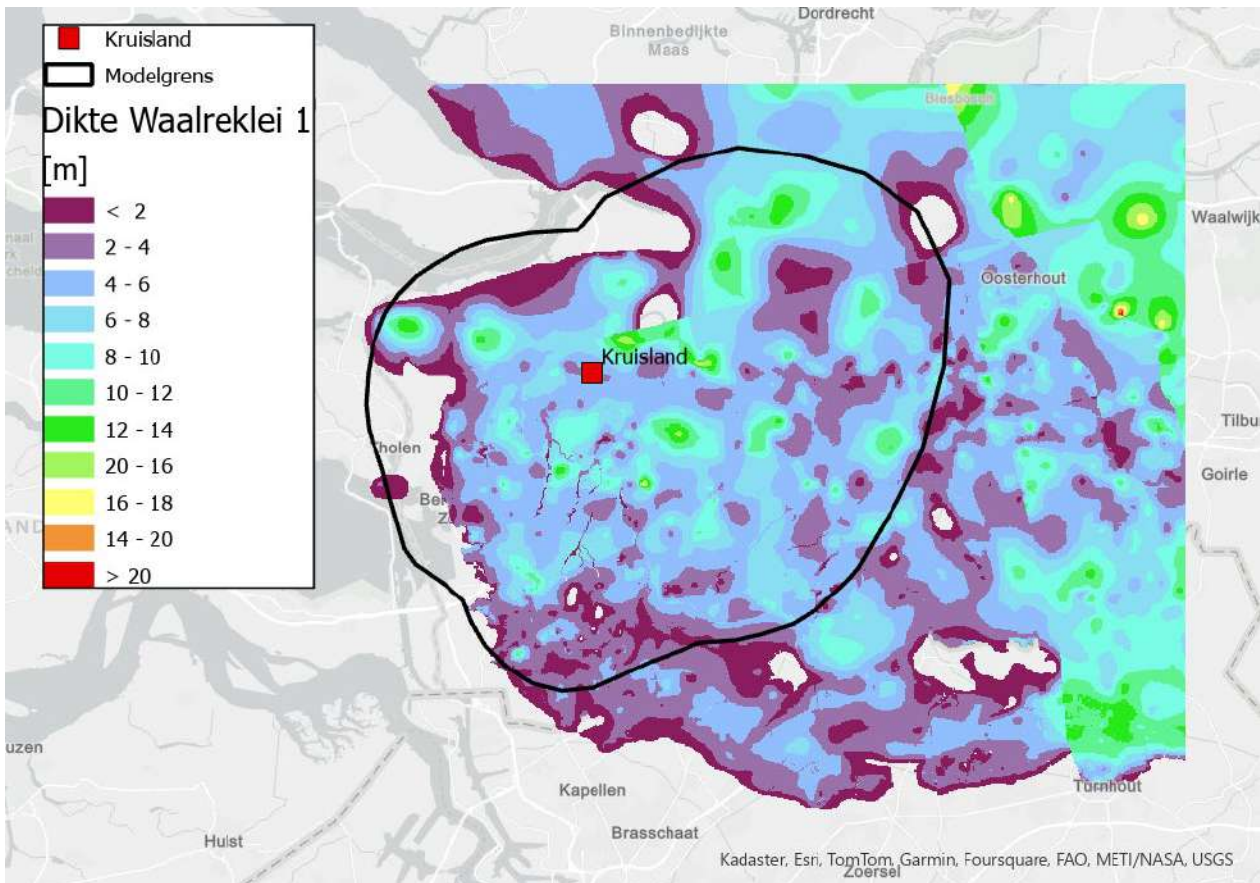 Kruisland
Modelgrens
Dikte Waalreklei 1
[m]
< 2
2 - 4
4 - 6
6 - 8
8 - 10
10 - 12
12 - 14
20 - 16
16 - 18
14 - 20
> 20
Dordrecht
Binnenbedijkte
Maas
Biesbosch
Waalwijk
Oosterhout
Kruisland
Tilbu
Goirle
Tholen
Ber
Z
AND
uzen
Hulst
Kapellen
Brasschaat
Turnhout
Zoersel
Kadaster, Esri, TomTom, Garmin, Foursquare, FAO, METI/NASA, USGS